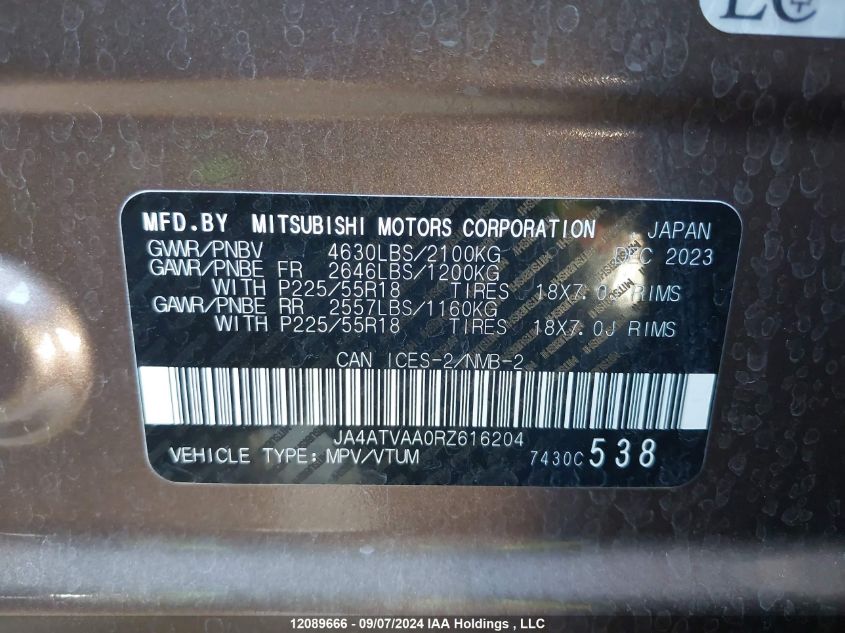 LC
MFD.BY MITSUBISHI MOTORS CORPORATION JAPAN
GVWR/PNBV 4630LBS/2100KG DEC 2023
GAWR/PNBE FR 2646LBS/1200KG
WITH P225/55R18 TIRES 18X7.0J RIMS
GAWR/PNBE RR 2557LBS/1160KG
WITH P225/55R18 TIRES 18X7.0J RIMS
CAN ICES-2/NMB-2
JA4ATVAA0RZ616204
VEHICLE TYPE: MPV/VTUM 7430C 538
12089666 - 09/07/2024 IAA Holdings , LLC